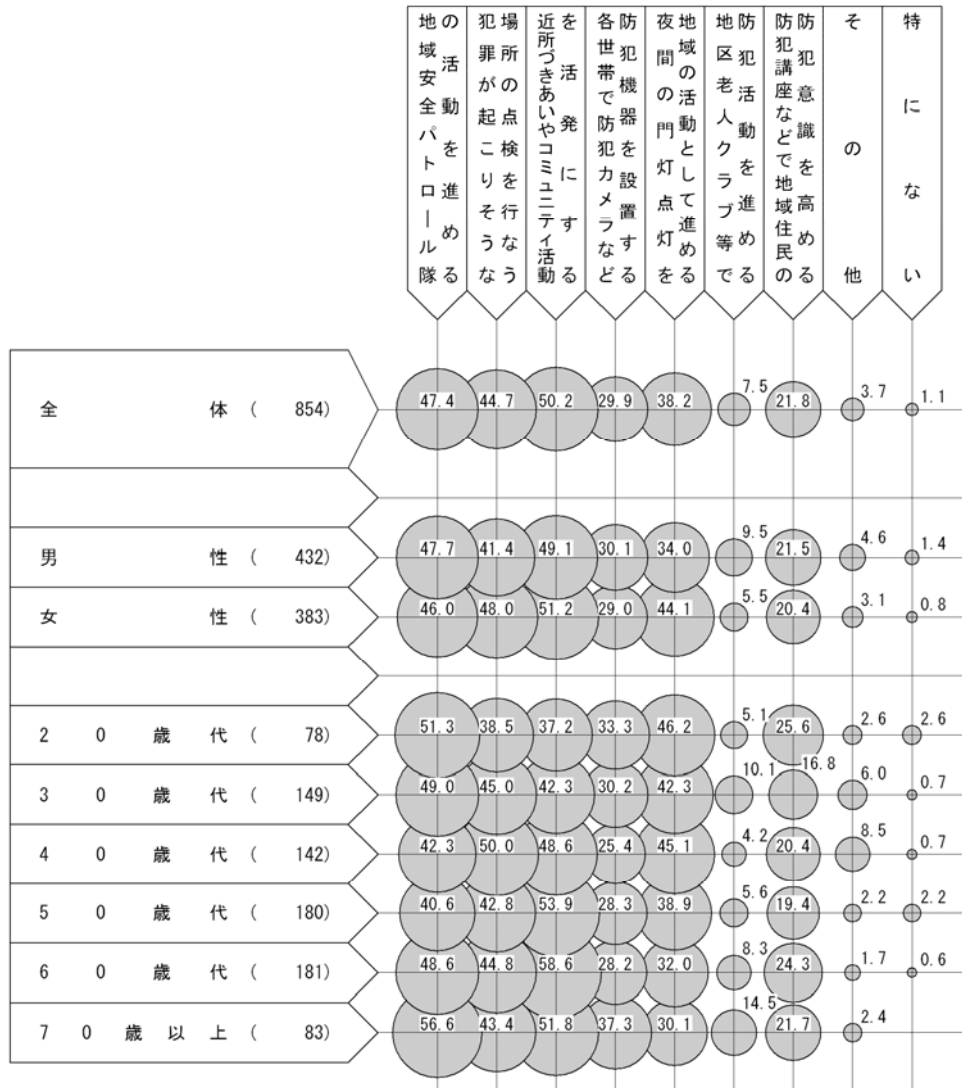 地域安全パトロール隊
の活動を進める
犯罪が起こりそうな
場所の点検を行なう
近所づきあいやコミュニティ活動
を活発にする
各世帯で防犯カメラなど
防犯機器を設置する
夜間の門灯点灯を
地域の活動として進める
地区老人クラブ等で
防犯活動を進める
防犯講座などで地域住民の
防犯意識を高める
その他
特にない
全体(854) 47.4 44.7 50.2 29.9 38.2 7.5 21.8 3.7 1.1
男性(432) 47.7 41.4 49.1 30.1 34.0 9.5 21.5 4.6 1.4
女性(383) 46.0 48.0 51.2 29.0 44.1 5.5 20.4 3.1 0.8
20歳代(78) 51.3 38.5 37.2 33.3 46.2 5.1 25.6 2.6 2.6
30歳代(149) 49.0 45.0 42.3 30.2 42.3 10.1 16.8 6.0 0.7
40歳代(142) 42.3 50.0 48.6 25.4 45.1 4.2 20.4 8.5 0.7
50歳代(180) 40.6 42.8 53.9 28.3 38.9 5.6 19.4 2.2 2.2
60歳代(181) 48.6 44.8 58.6 28.2 32.0 8.3 24.3 1.7 0.6
70歳以上(83) 56.6 43.4 51.8 37.3 30.1 14.5 21.7 2.4